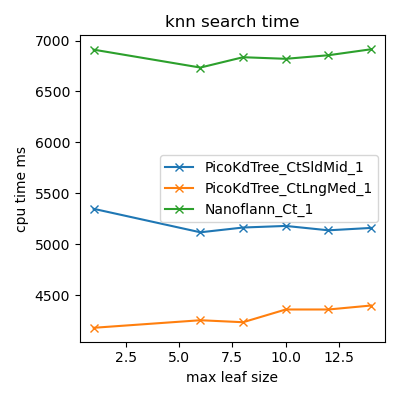 knn search time
7000
6500
6000
5500
5000
4500
cpu time ms
PicoKdTree_CtSldMid_1
PicoKdTree_CtLngMed_1
Nanoflann_Ct_1
2.5 5.0 7.5 10.0 12.5
max leaf size